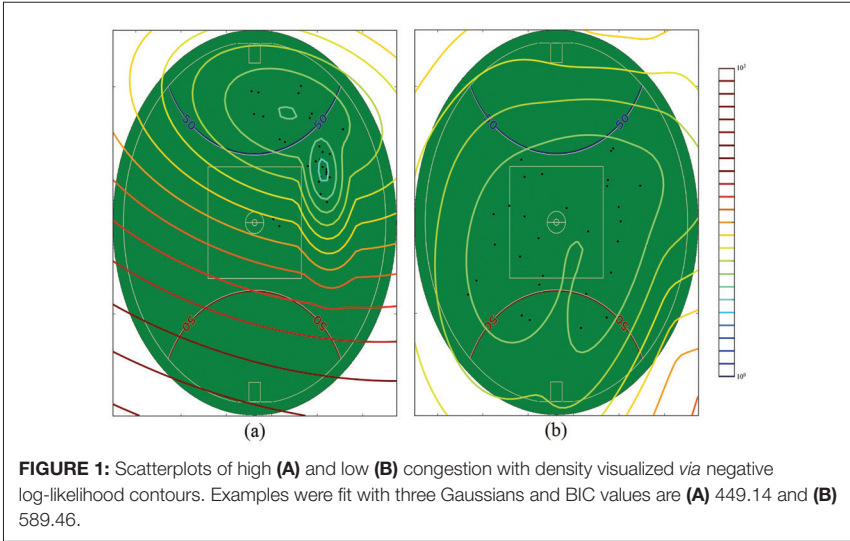 50
50
50
50
(a)
50
50
50
50
(b)
10²
10⁰
FIGURE 1: Scatterplots of high (A) and low (B) congestion with density visualized via negative
log-likelihood contours. Examples were fit with three Gaussians and BIC values are (A) 449.14 and (B)
589.46.